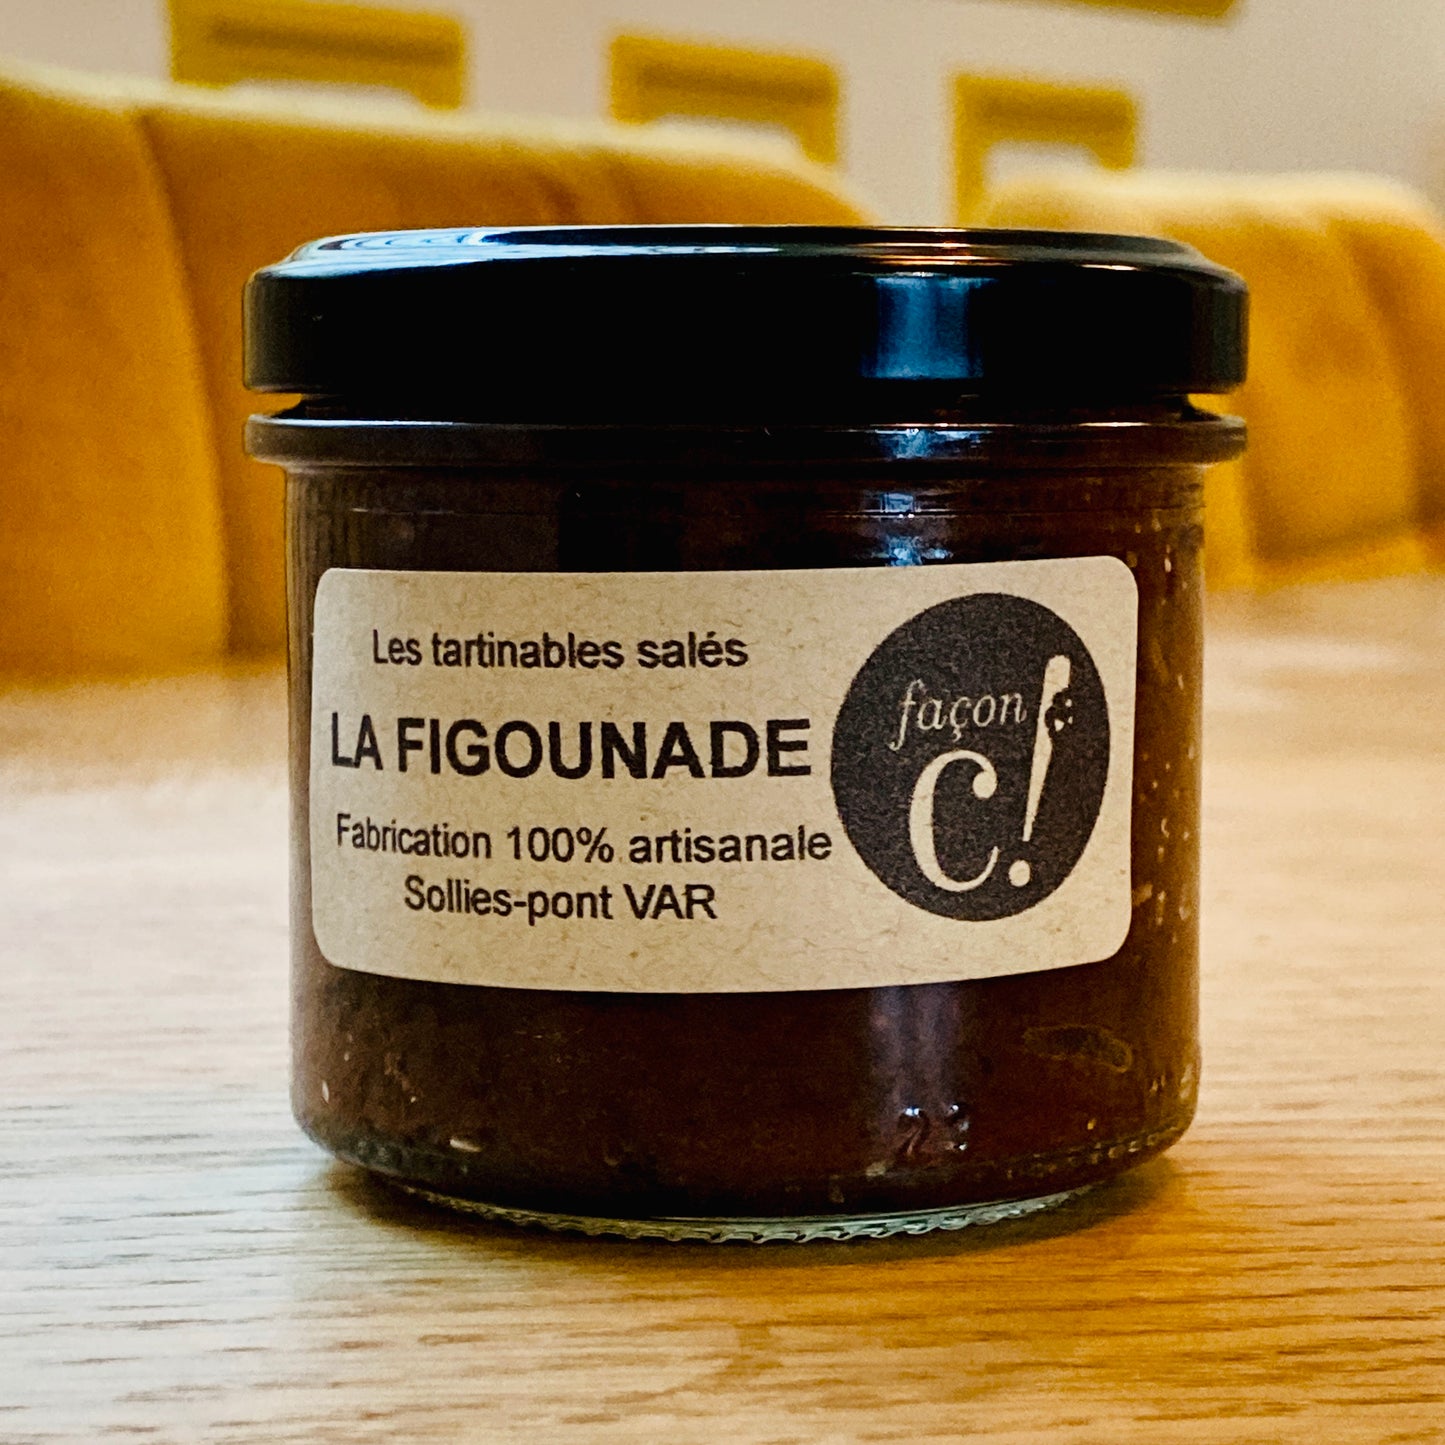 Les tartinables salés
LA FIGOUNADE
Fabrication 100% artisanale
Sollies-pont VAR
façon
C!